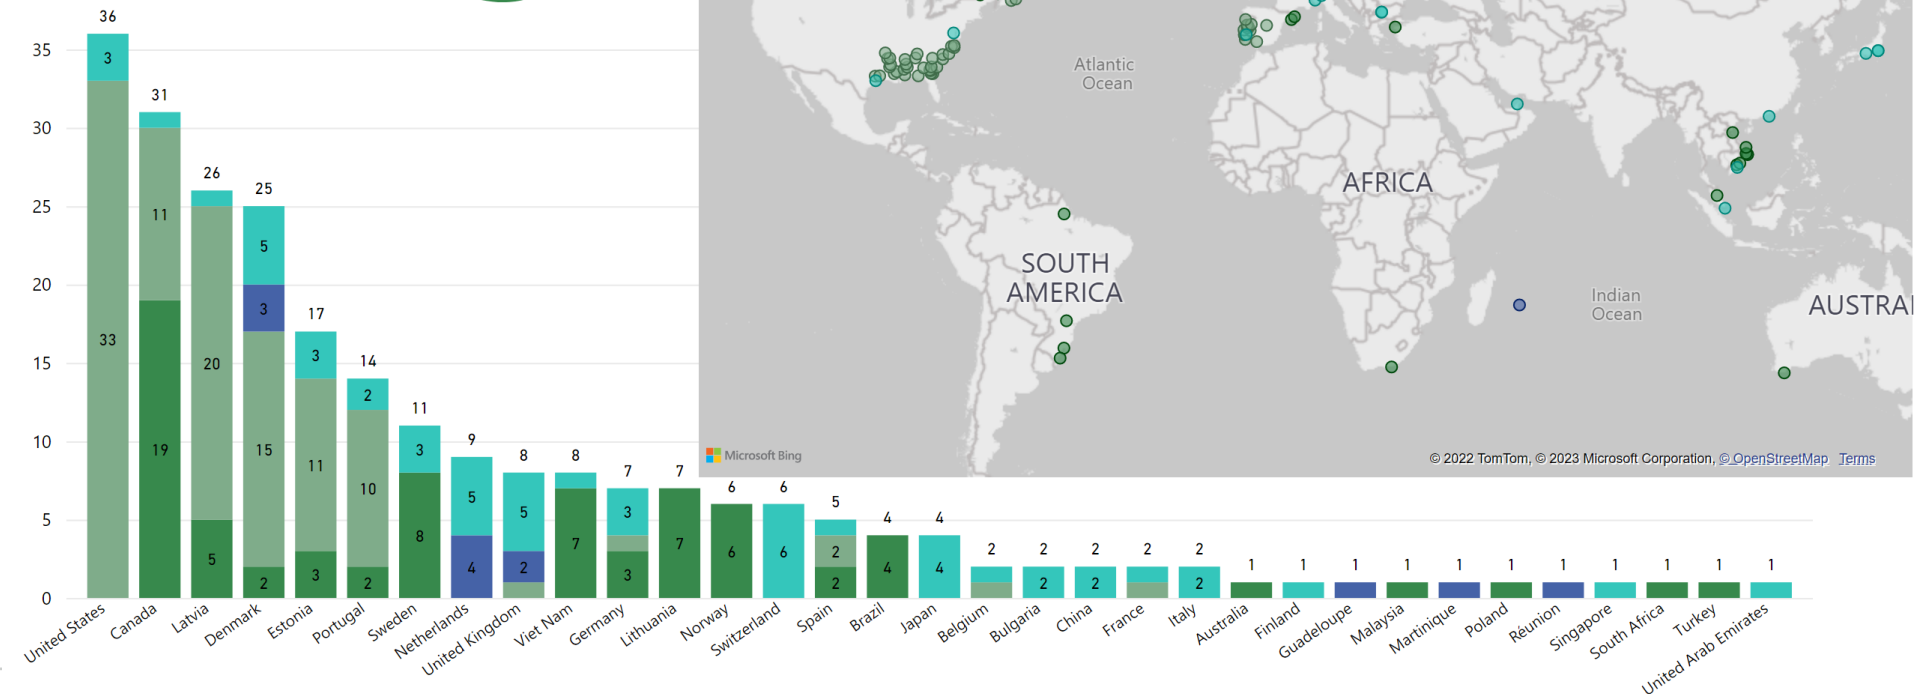 36
3
33
35
30
25
20
15
10
5
0
31
11
19
26
20
5
25
5
3
15
2
17
3
11
3
14
2
10
2
11
3
8
9
5
4
8
5
2
8
7
7
3
3
7
7
6
6
6
6
5
2
2
4
4
4
4
2
2
2
2
2
2
2
2
1
1
1
1
1
1
1
1
1
1
1
United States
Canada
Latvia
Denmark
Estonia
Portugal
Sweden
Netherlands
United Kingdom
Viet Nam
Germany
Lithuania
Norway
Switzerland
Spain
Brazil
Japan
Belgium
Bulgaria
China
France
Italy
Australia
Finland
Guadeloupe
Malaysia
Martinique
Poland
Réunion
Singapore
South Africa
Turkey
United Arab Emirates
Atlantic
Ocean
AFRICA
SOUTH
AMERICA
Indian
Ocean
AUSTRA
Microsoft Bing
© 2022 TomTom, © 2023 Microsoft Corporation, © OpenStreetMap Terms